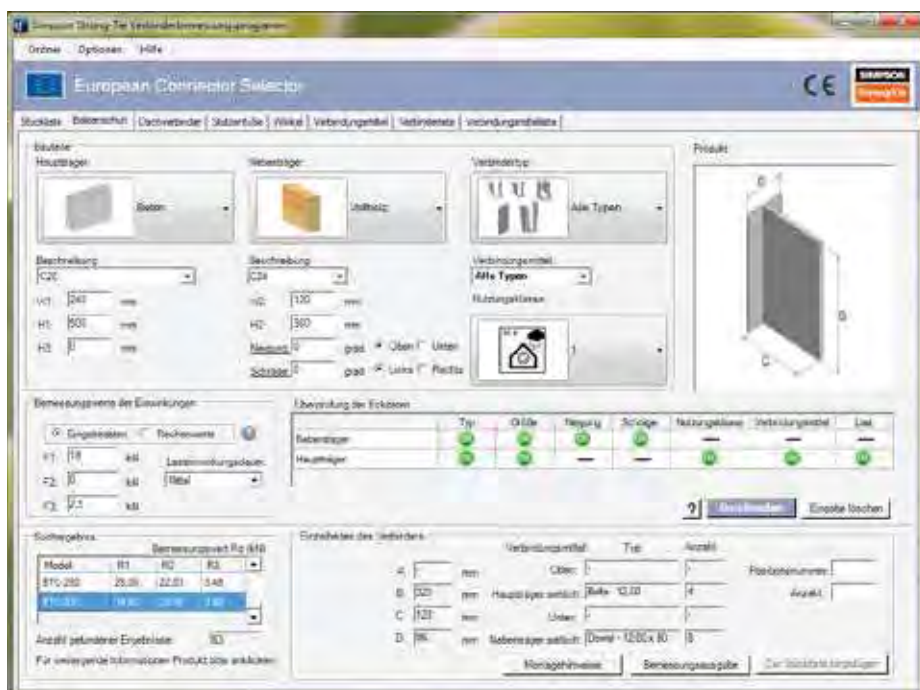 Simpson Strong-Tie Verbinderbemessungsprogramm
Ordner Optionen Hilfe
European Connector Selector
CE
SIMPSON
Strong-Tie
Stückliste Balkenschuh Dachverbinder Stützenfüße Winkel Verbindungsmittel Verbinderliste Verbindungsmittelliste
Bauteile
Hauptträger Nebenträger Verbindertyp Produkt
Beton Vollholz Alle Typen
Beschreibung Beschreibung Verbindungsmittel
C20 C24 Alle Typen
W1: 240 mm W2: 120 mm Nutzungsklasse
H1: 500 mm H2: 360 mm
H3: 0 mm Neigung 0 grad Oben Unten 1
Schräge 0 grad Links Rechts
B
G
C
Bemessungswerte der Einwirkungen Überprüfung der Eckdaten
Typ Größe Neigung Schräge Nutzungsklasse Verbindungsmittel Last
Eingabedaten Rechenwerte Nebenträger
F1: 18 kN Lasteinwirkungsdauer: Hauptträger
F2: 0 kN Mittel
F3: 2,1 kN
? Eingabe löschen
Suchergebnis Einzelheiten des Verbinders
Bemessungswert Rd (kN) Verbindungsmittel Typ Anzahl
Model R1 R2 R3 A: - mm Oben: - - Positionsnummer:
B: 320 mm Hauptträger seitlich: 4 Anzahl:
C: 120 mm Unten: - -
D: 96 mm Nebenträger seitlich: 8
Anzahl gefundener Ergebnisse:
Für weitergehende Informationen Produkt bitte anklicken
Montagehinweise Bemessungsausgabe Zur Stückliste hinzufügen